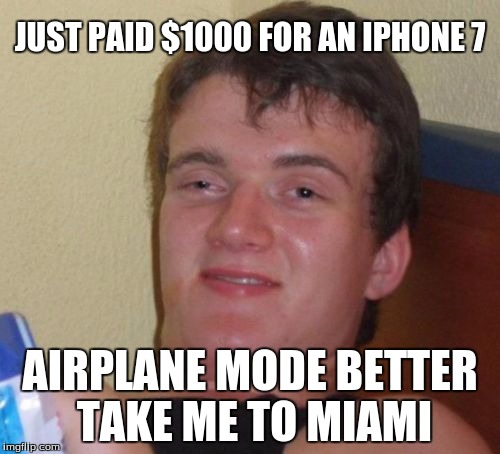 JUST PAID $1000 FOR AN IPHONE 7
AIRPLANE MODE BETTER
TAKE ME TO MIAMI
imgflip.com